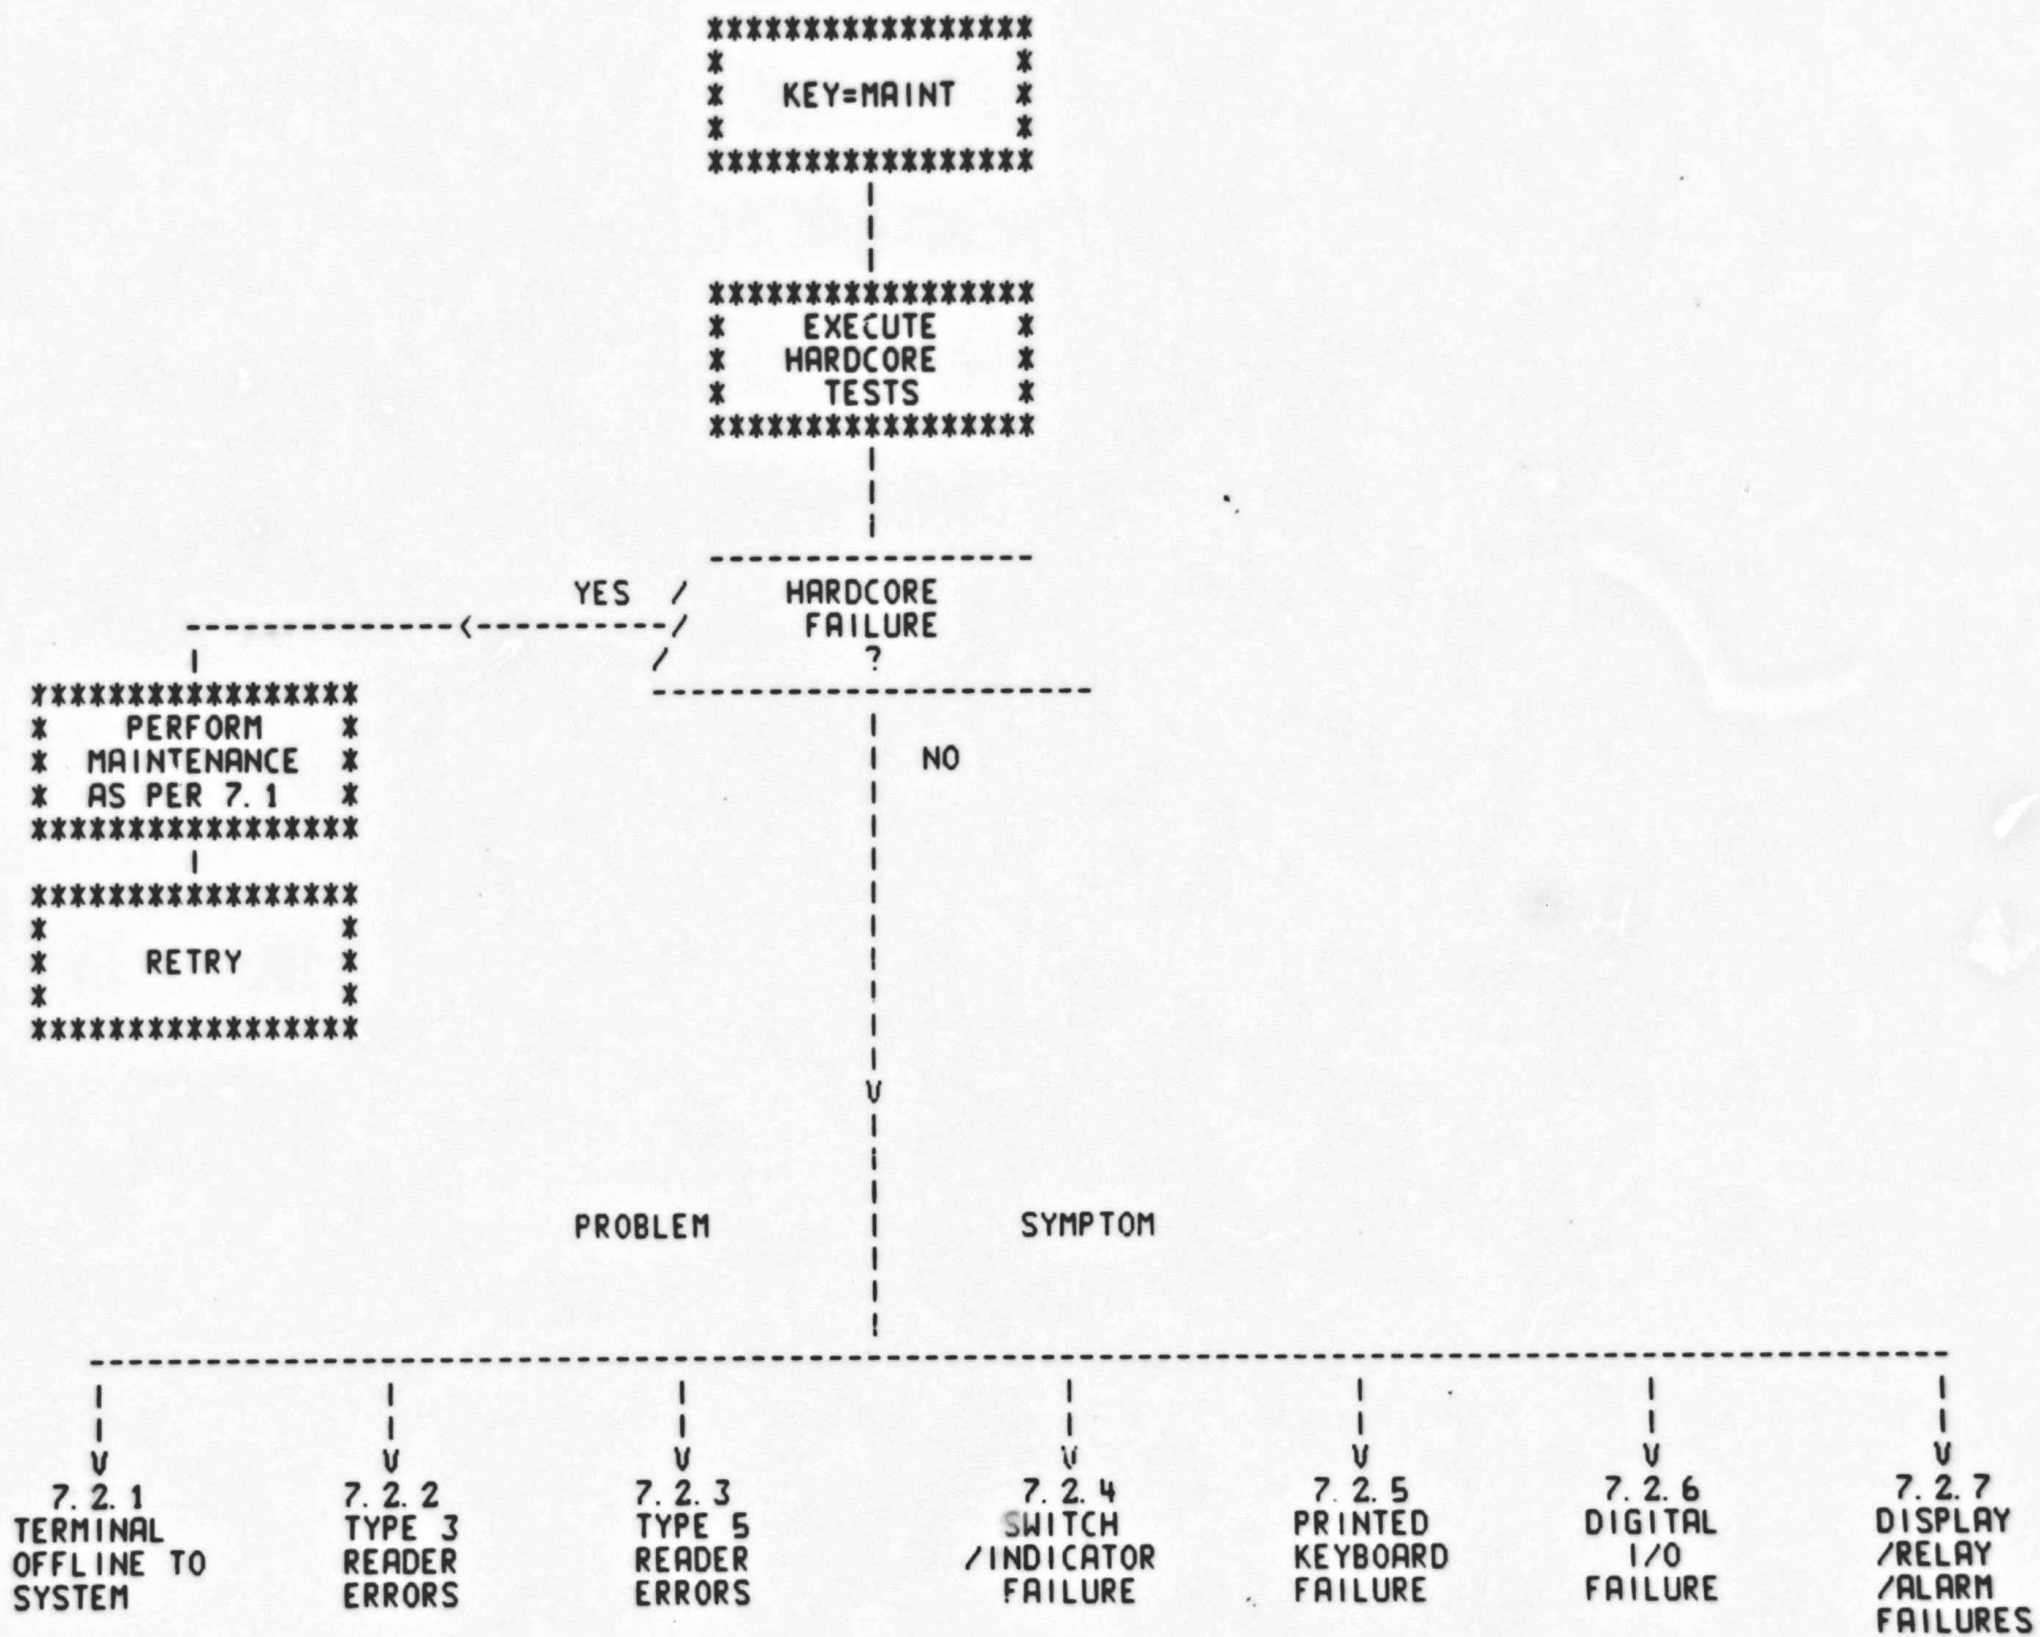 KEY=MAINT
EXECUTE
HARDCORE
TESTS
YES
HARDCORE
FAILURE
?
PERFORM
MAINTENANCE
AS PER 7.1
NO
RETRY
PROBLEM SYMPTOM
7.2.1
TERMINAL
OFFLINE TO
SYSTEM
7.2.2
TYPE 3
READER
ERRORS
7.2.3
TYPE 5
READER
ERRORS
7.2.4
SWITCH
/INDICATOR
FAILURE
7.2.5
PRINTED
KEYBOARD
FAILURE
7.2.6
DIGITAL
I/O
FAILURE
7.2.7
DISPLAY
/RELAY
/ALARM
FAILURES